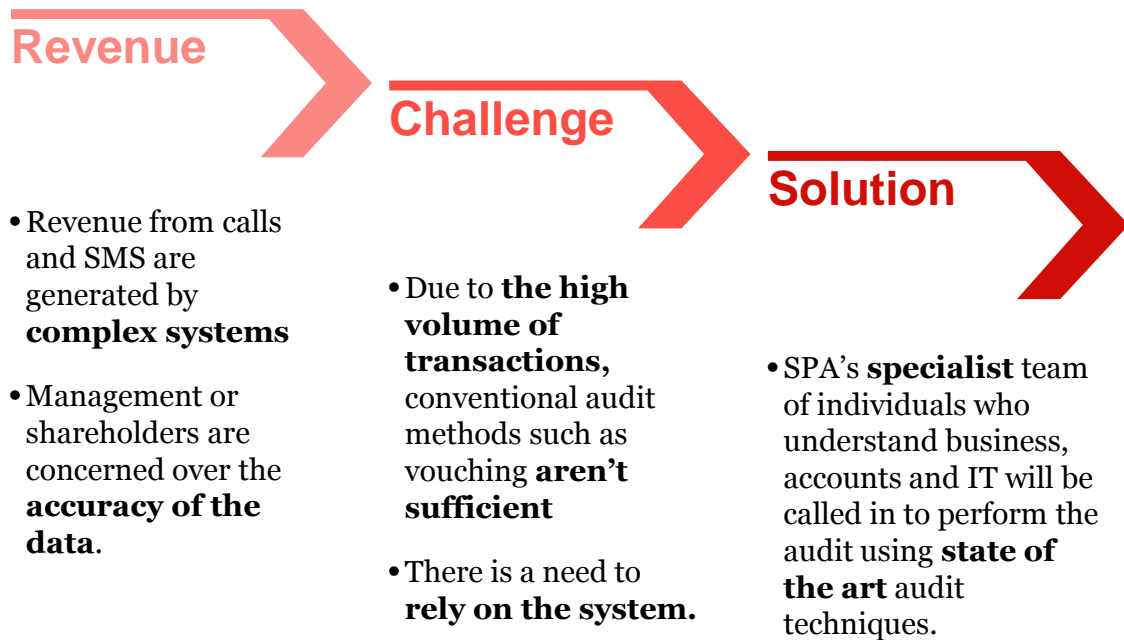 Revenue
• Revenue from calls
and SMS are
generated by
complex systems
• Management or
shareholders are
concerned over the
accuracy of the
data.
Challenge
• Due to the high
volume of
transactions,
conventional audit
methods such as
vouching aren’t
sufficient
• There is a need to
rely on the system.
Solution
• SPA’s specialist team
of individuals who
understand business,
accounts and IT will be
called in to perform the
audit using state of
the art audit
techniques.